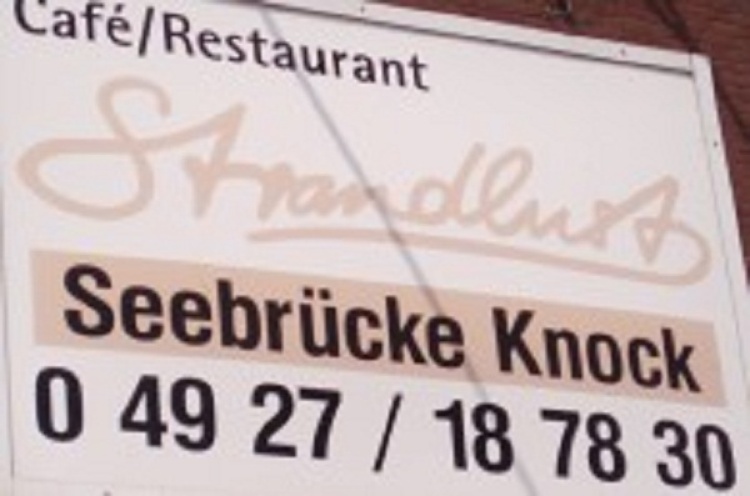 Café/Restaurant
Strandlust
Seebrücke Knock
0 49 27 / 18 78 30